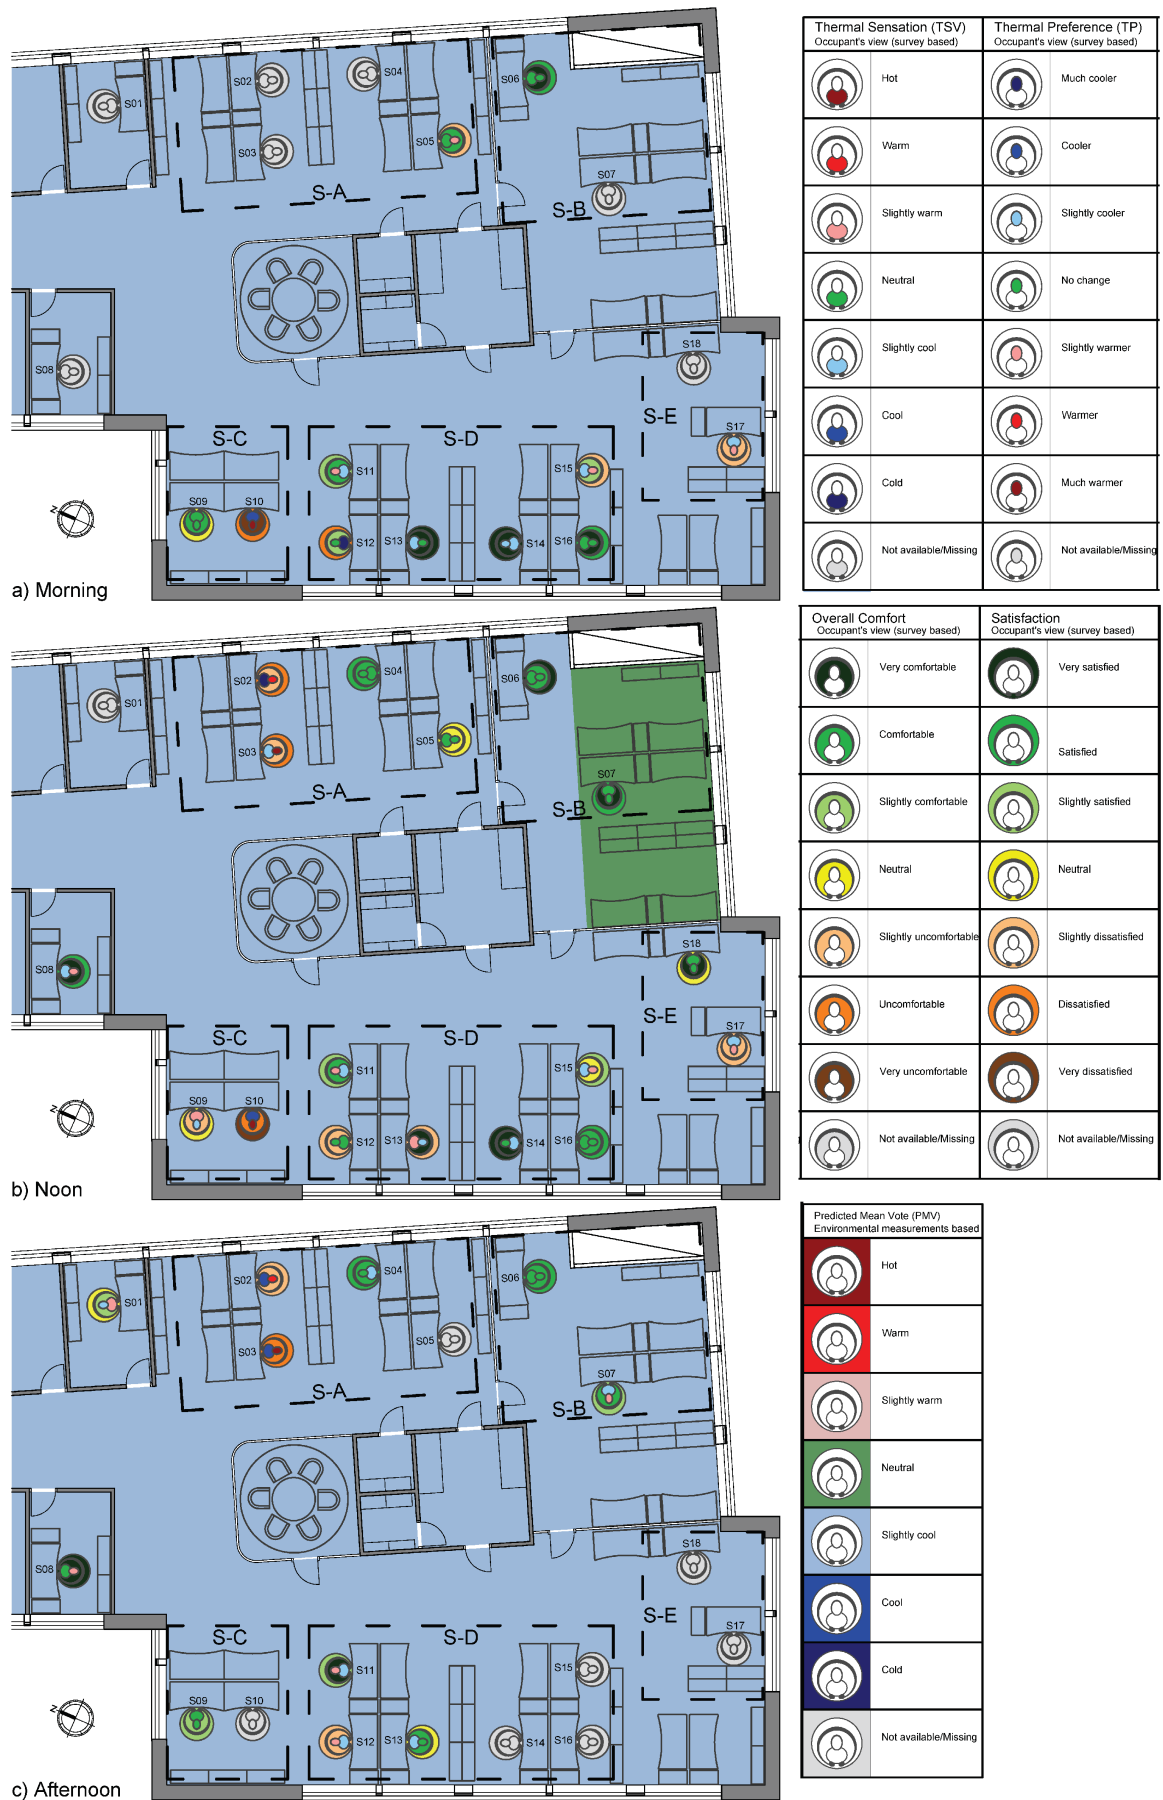 Thermal Sensation (TSV)
Occupant's view (survey based)
Thermal Preference (TP)
Occupant's view (survey based)
Hot
Much cooler
Warm
Cooler
Slightly warm
Slightly cooler
Neutral
No change
Slightly cool
Slightly warmer
Cool
Warmer
Cold
Much warmer
Not available/Missing
Not available/Missing
S01
S02
S03
S04
S05
S-A
S06
S07
S-B
S08
S18
S-E
S17
S-C
S09
S10
S-D
S11
S12
S13
S14
S15
S16
N
a) Morning
Overall Comfort
Occupant's view (survey based)
Satisfaction
Occupant's view (survey based)
Very comfortable
Very satisfied
Comfortable
Satisfied
Slightly comfortable
Slightly satisfied
Neutral
Neutral
Slightly uncomfortable
Slightly dissatisfied
Uncomfortable
Dissatisfied
Very uncomfortable
Very dissatisfied
Not available/Missing
Not available/Missing
S01
S02
S03
S04
S05
S-A
S06
S07
S-B
S08
S18
S-E
S17
S-C
S09
S10
S-D
S11
S12
S13
S14
S15
S16
N
b) Noon
Predicted Mean Vote (PMV)
Environmental measurements based
Hot
Warm
Slightly warm
Neutral
Slightly cool
Cool
Cold
Not available/Missing
S01
S02
S03
S04
S05
S-A
S06
S07
S-B
S08
S18
S-E
S17
S-C
S09
S10
S-D
S11
S12
S13
S14
S15
S16
N
c) Afternoon